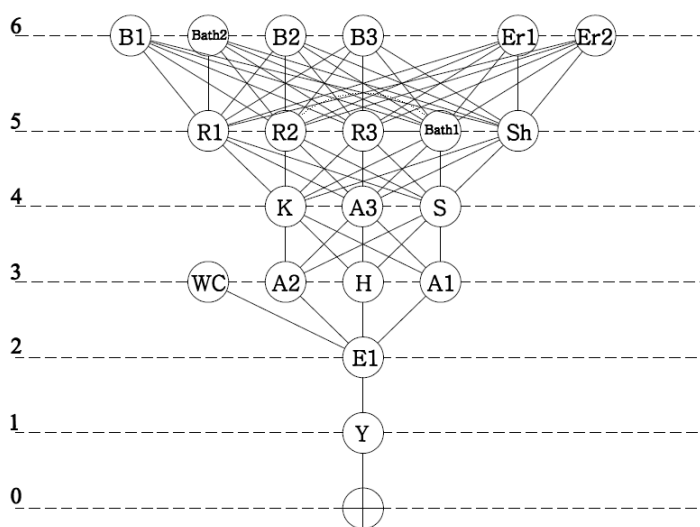 6 B1 Bath2 B2 B3 Er1 Er2
5 R1 R2 R3 Bath1 Sh
4 K A3 S
3 WC A2 H A1
2 E1
1 Y
0